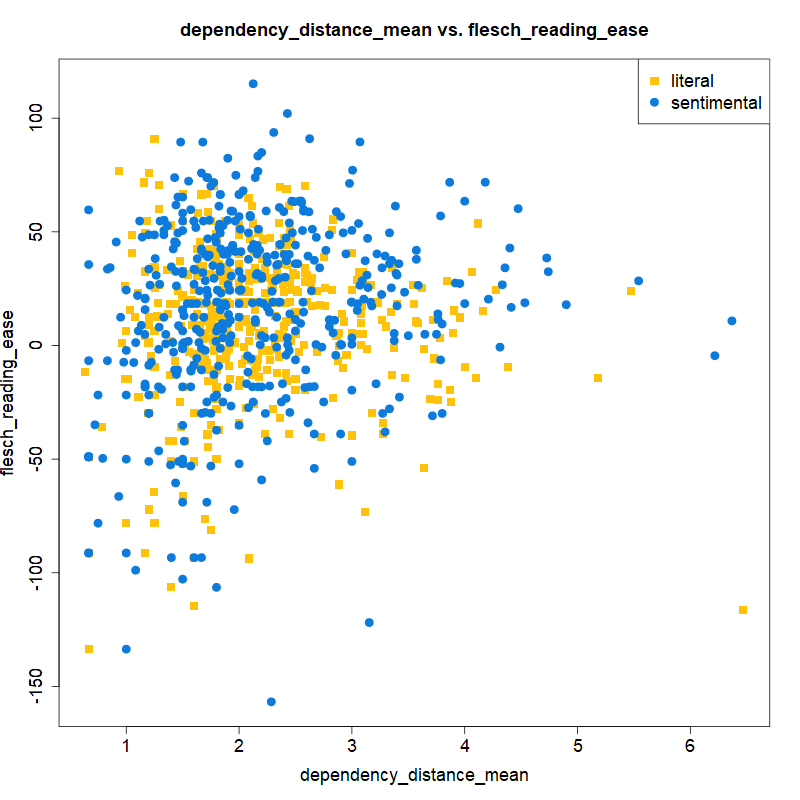 dependency_distance_mean vs. flesch_reading_ease
literal
sentimental
100
50
0
-50
-100
-150
flesch_reading_ease
1 2 3 4 5 6
dependency_distance_mean